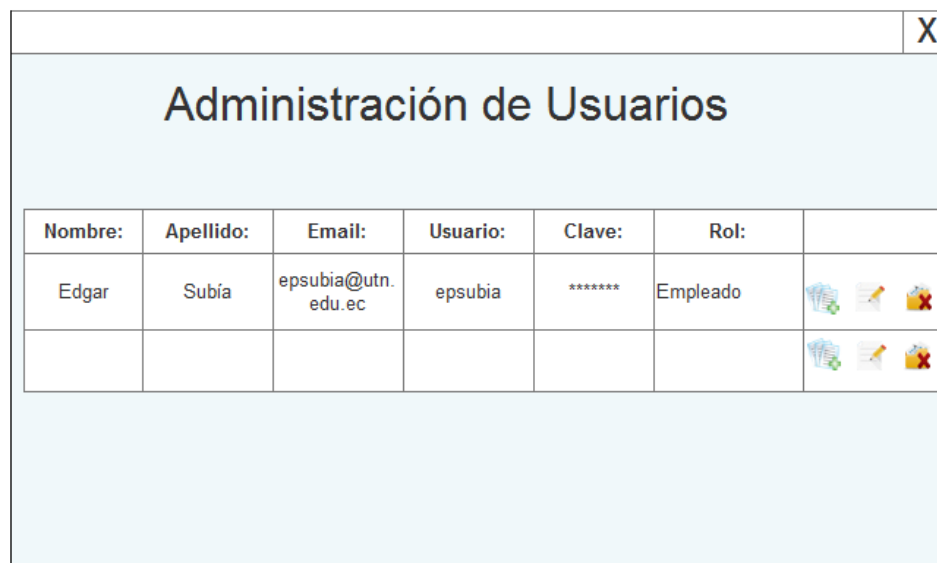 X
Administración de Usuarios
Nombre: Apellido: Email: Usuario: Clave: Rol:
Edgar Subía epsubia@utn. epsubia ******* Empleado
edu.ec